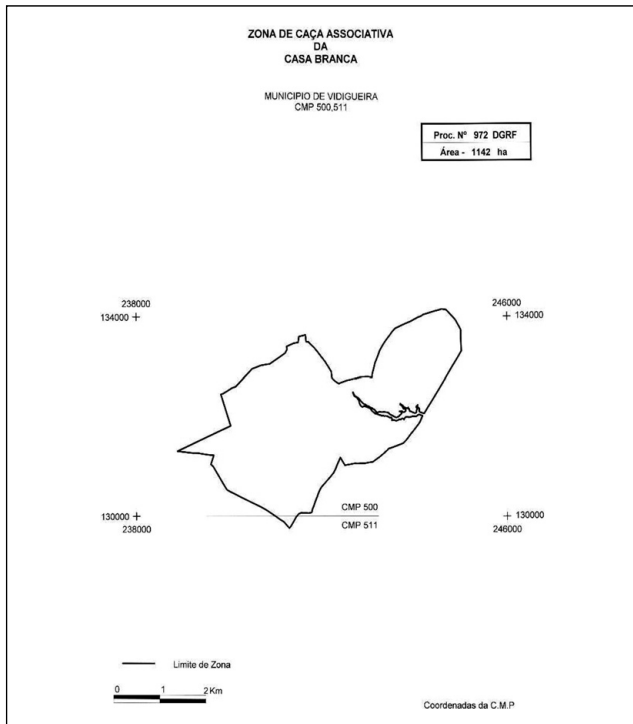 ZONA DE CAÇA ASSOCIATIVA
DA
CASA BRANCA
MUNICIPIO DE VIDIGUEIRA
CMP 500,511
Proc. Nº 972 DGRF
Área - 1142 ha
238000
134000
246000
134000
CMP 500
CMP 511
130000
238000
130000
246000
Limite de Zona
0 1 2 Km
Coordenadas da C.M.P